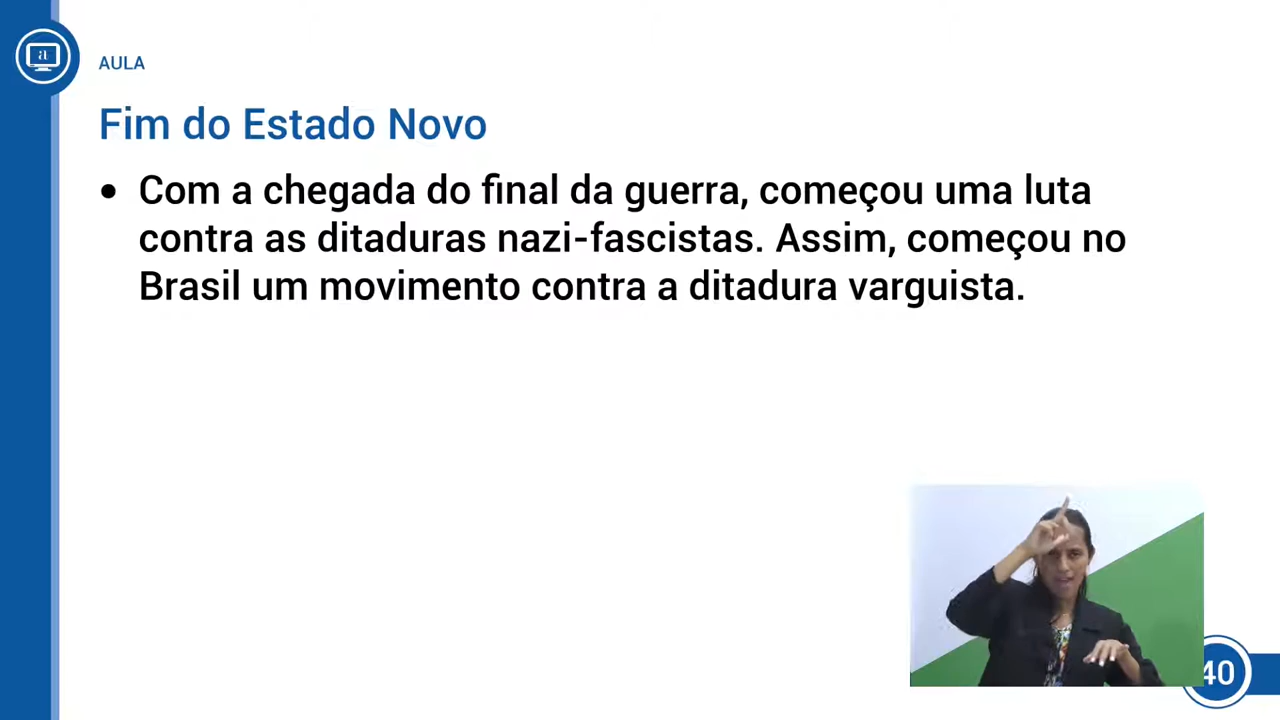 AULA
Fim do Estado Novo
• Com a chegada do final da guerra, começou uma luta
contra as ditaduras nazi-fascistas. Assim, começou no
Brasil um movimento contra a ditadura varguista.
40